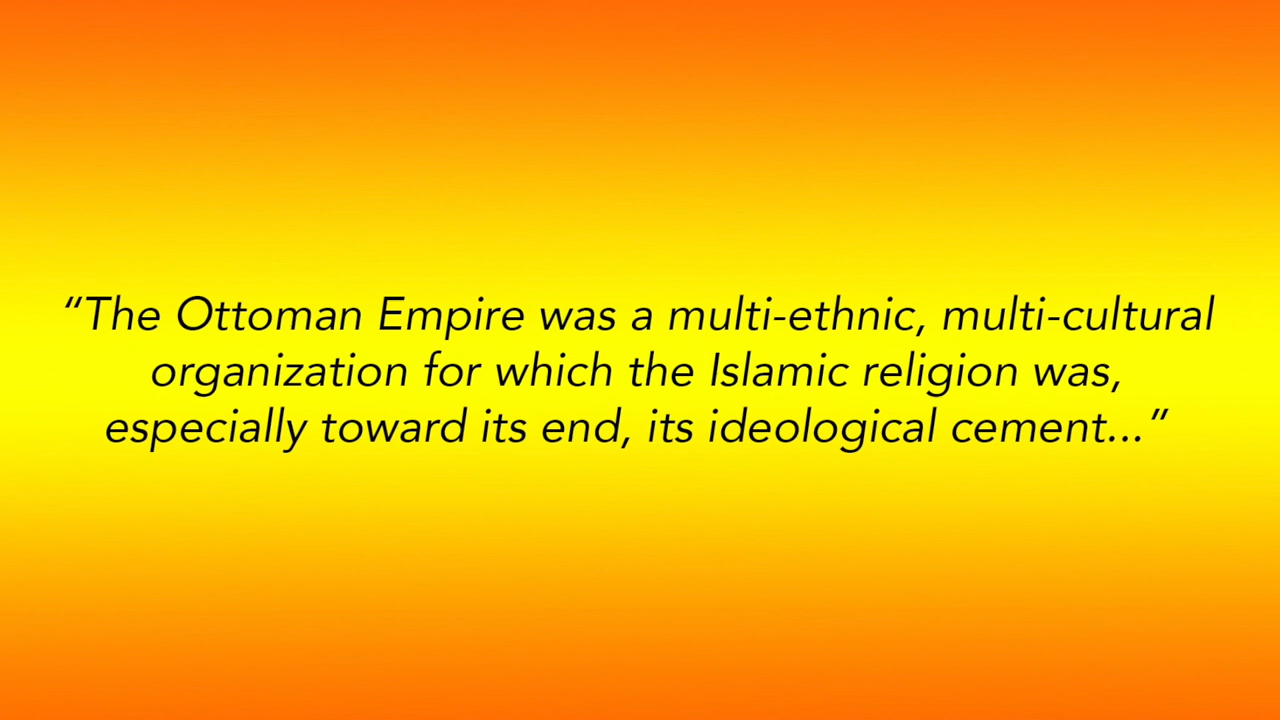 “The Ottoman Empire was a multi-ethnic, multi-cultural
organization for which the Islamic religion was,
especially toward its end, its ideological cement...”